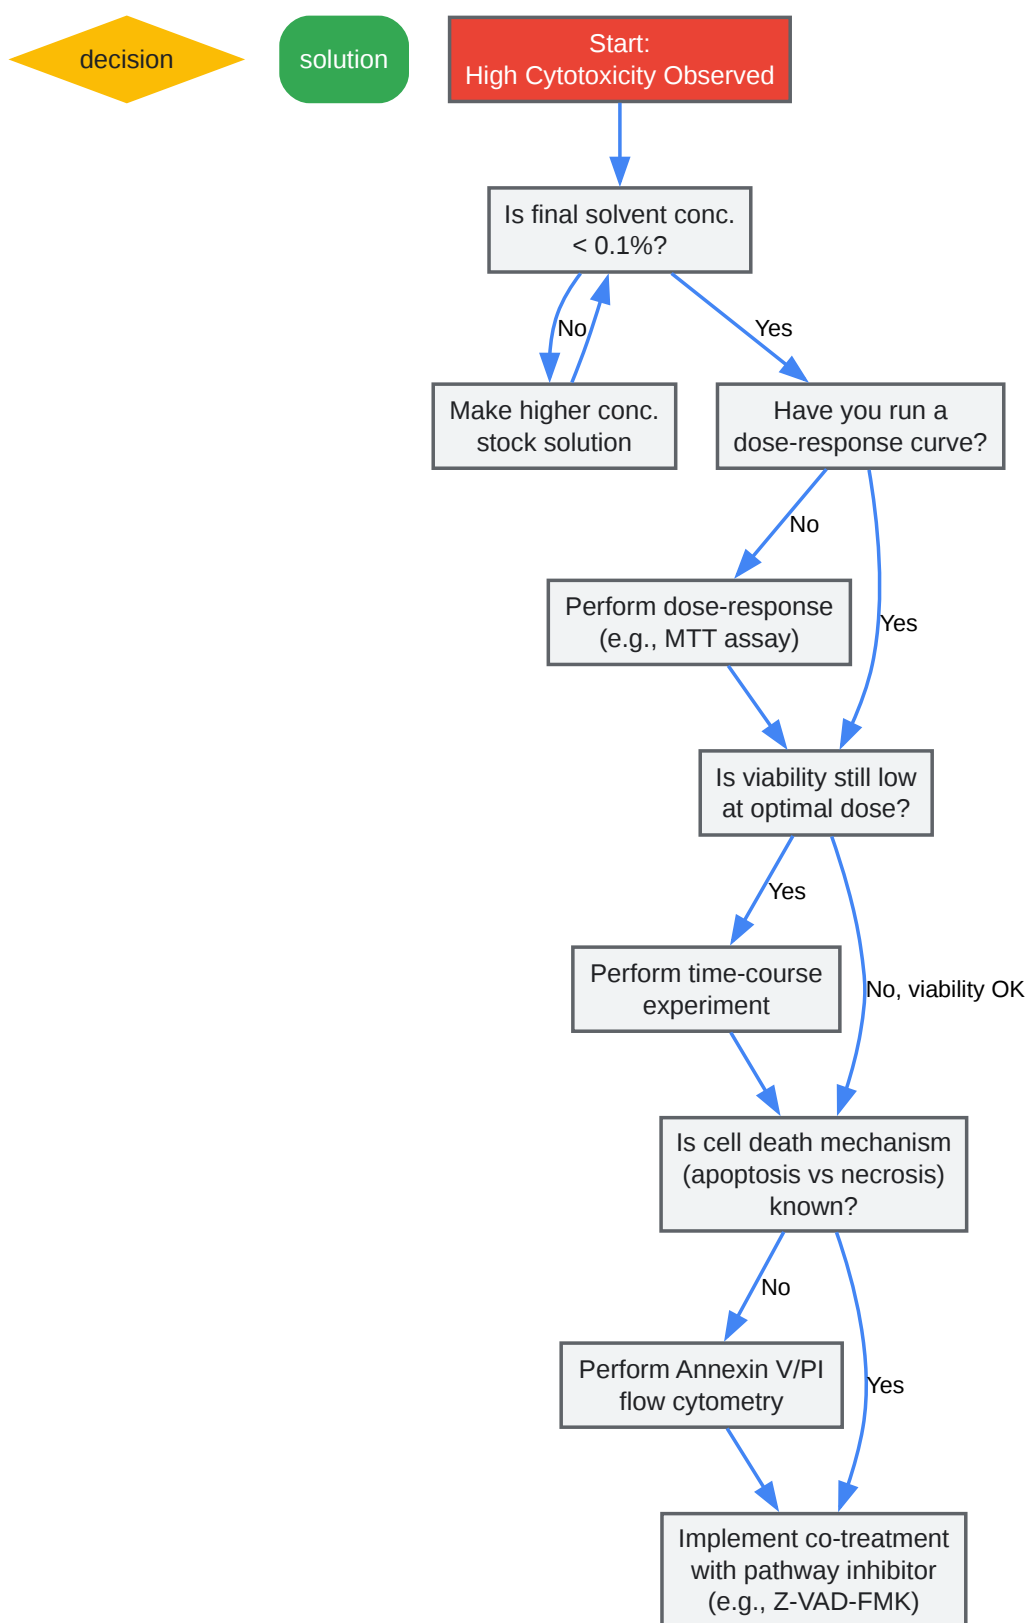 decision
solution
Start:
High Cytotoxicity Observed
Is final solvent conc.
< 0.1%?
No
Yes
Make higher conc.
stock solution
Have you run a
dose-response curve?
No
Perform dose-response
(e.g., MTT assay)
Yes
Is viability still low
at optimal dose?
Yes
Perform time-course
experiment
No, viability OK
Is cell death mechanism
(apoptosis vs necrosis)
known?
No
Perform Annexin V/PI
flow cytometry
Yes
Implement co-treatment
with pathway inhibitor
(e.g., Z-VAD-FMK)